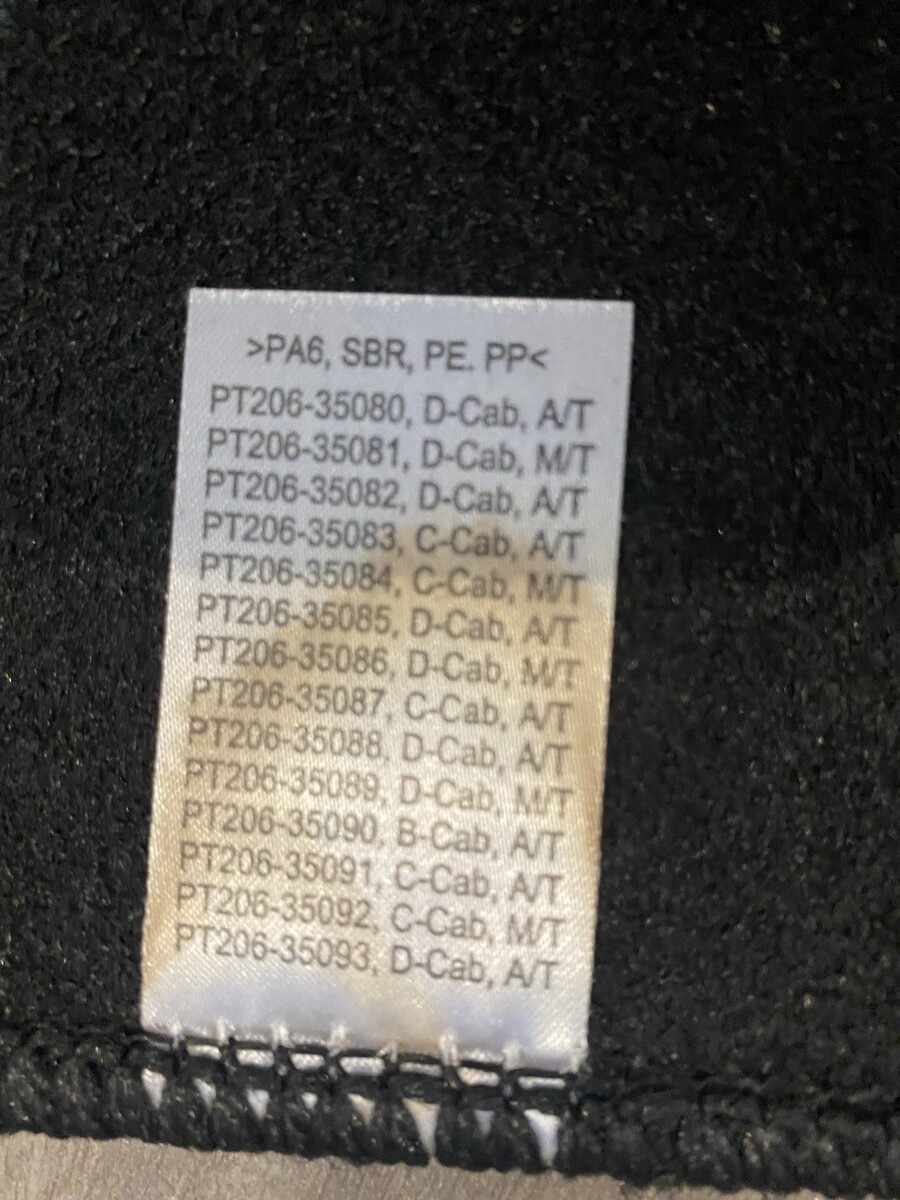 >PA6, SBR, PE. PP<
PT206-35080, D-Cab, A/T
PT206-35081, D-Cab, M/T
PT206-35082, D-Cab, A/T
PT206-35083, C-Cab, A/T
PT206-35084, C-Cab, M/T
PT206-35085, D-Cab, A/T
PT206-35086, D-Cab, M/T
PT206-35087, C-Cab, A/T
PT206-35088, D-Cab, A/T
PT206-35089, D-Cab, M/T
PT206-35090, B-Cab, A/T
PT206-35091, C-Cab, A/T
PT206-35092, C-Cab, M/T
PT206-35093, D-Cab, A/T